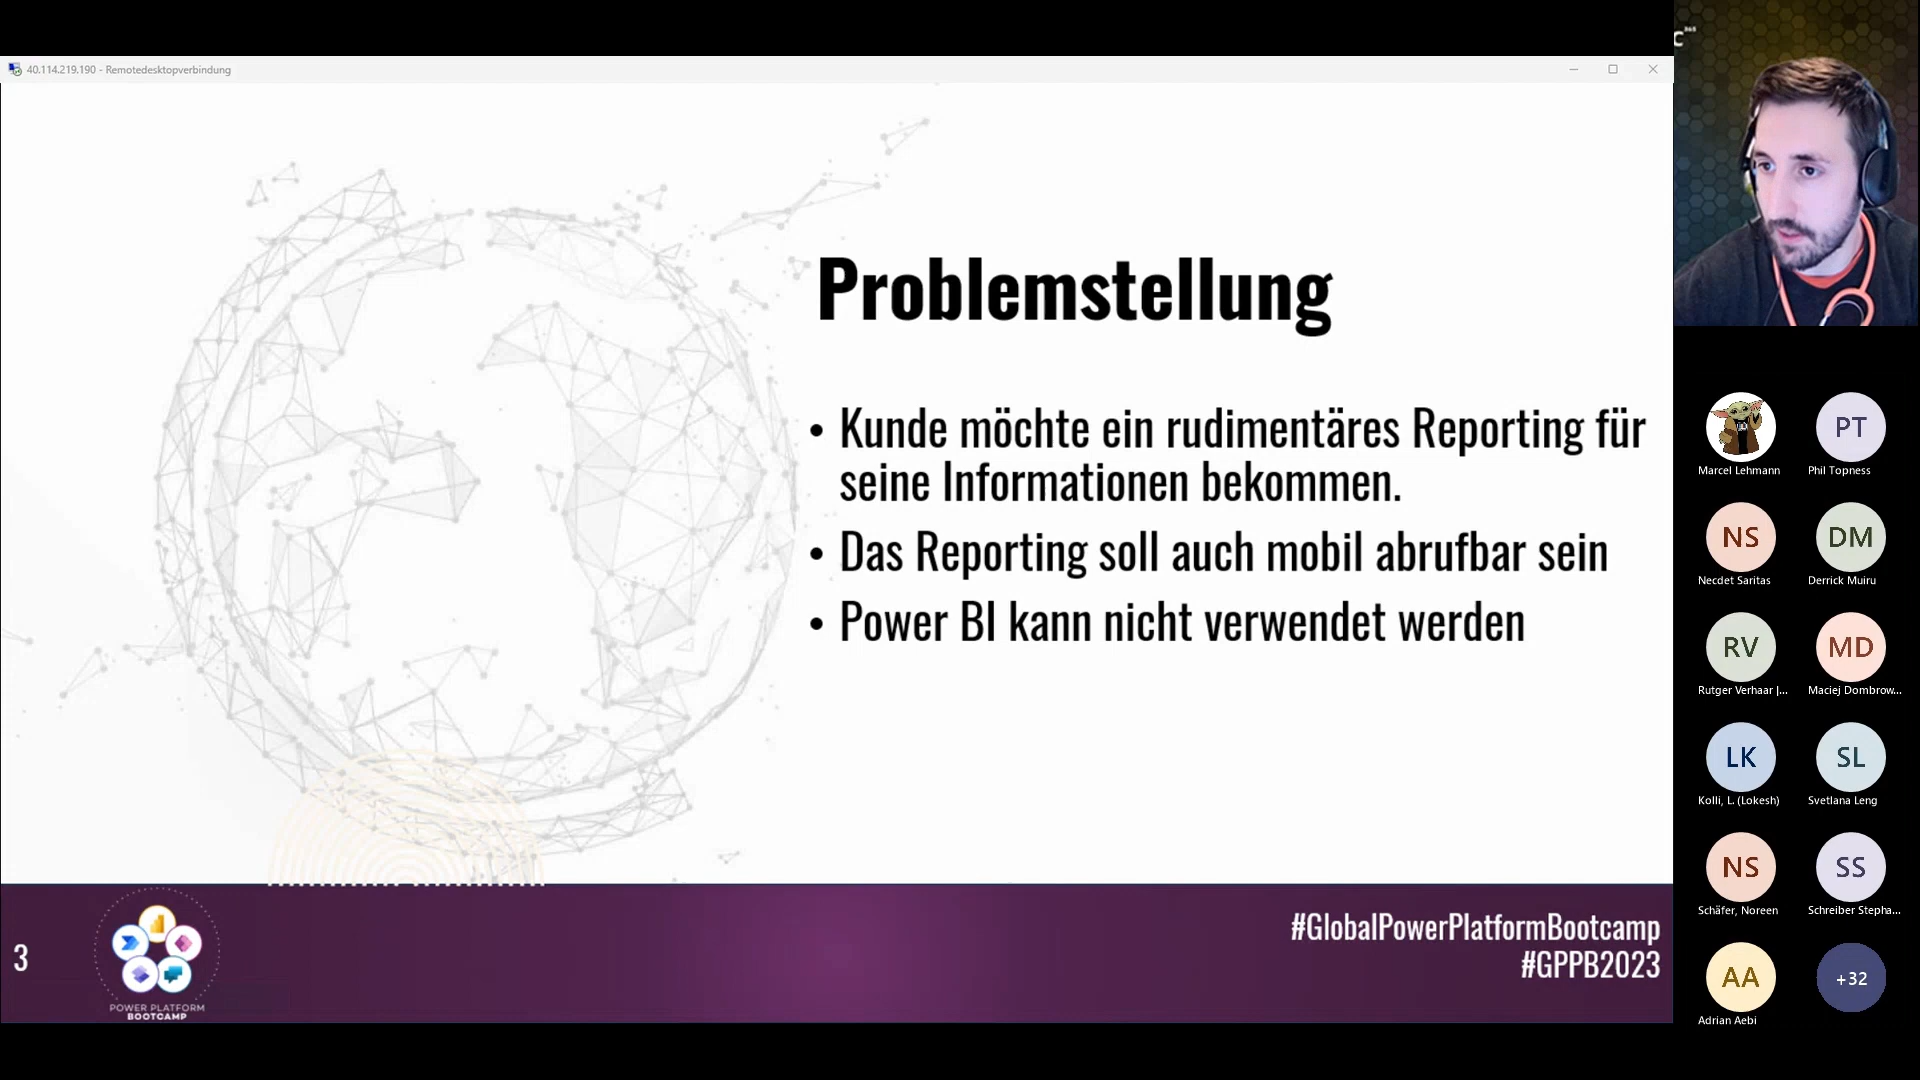 40.114.219.190 - Remotedesktopverbindung
Problemstellung
• Kunde möchte ein rudimentäres Reporting für
seine Informationen bekommen.
• Das Reporting soll auch mobil abrufbar sein
• Power BI kann nicht verwendet werden
3
POWER PLATFORM
BOOTCAMP
#GlobalPowerPlatformBootcamp
#GPPB2023
C365
Marcel Lehmann
PT
Phil Topness
NS
Necdet Saritas
DM
Derrick Muiru
RV
Rutger Verhaar |...
MD
Maciej Dombrow...
LK
Kolli, L. (Lokesh)
SL
Svetlana Leng
NS
Schäfer, Noreen
SS
Schreiber Stepha...
AA
Adrian Aebi
+32